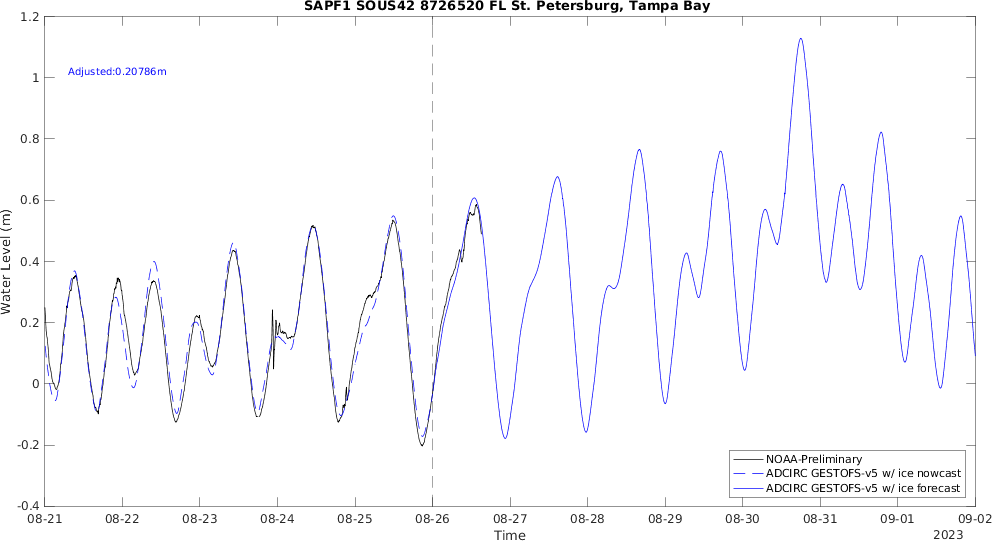 SAPF1 SOUS42 8726520 FL St. Petersburg, Tampa Bay
1.2
1
0.8
0.6
0.4
0.2
0
-0.2
-0.4
Water Level (m)
Adjusted:0.20786m
NOAA-Preliminary
ADCIRC GESTOFS-v5 w/ ice nowcast
ADCIRC GESTOFS-v5 w/ ice forecast
08-21 08-22 08-23 08-24 08-25 08-26 08-27 08-28 08-29 08-30 08-31 09-01 09-02
Time
2023